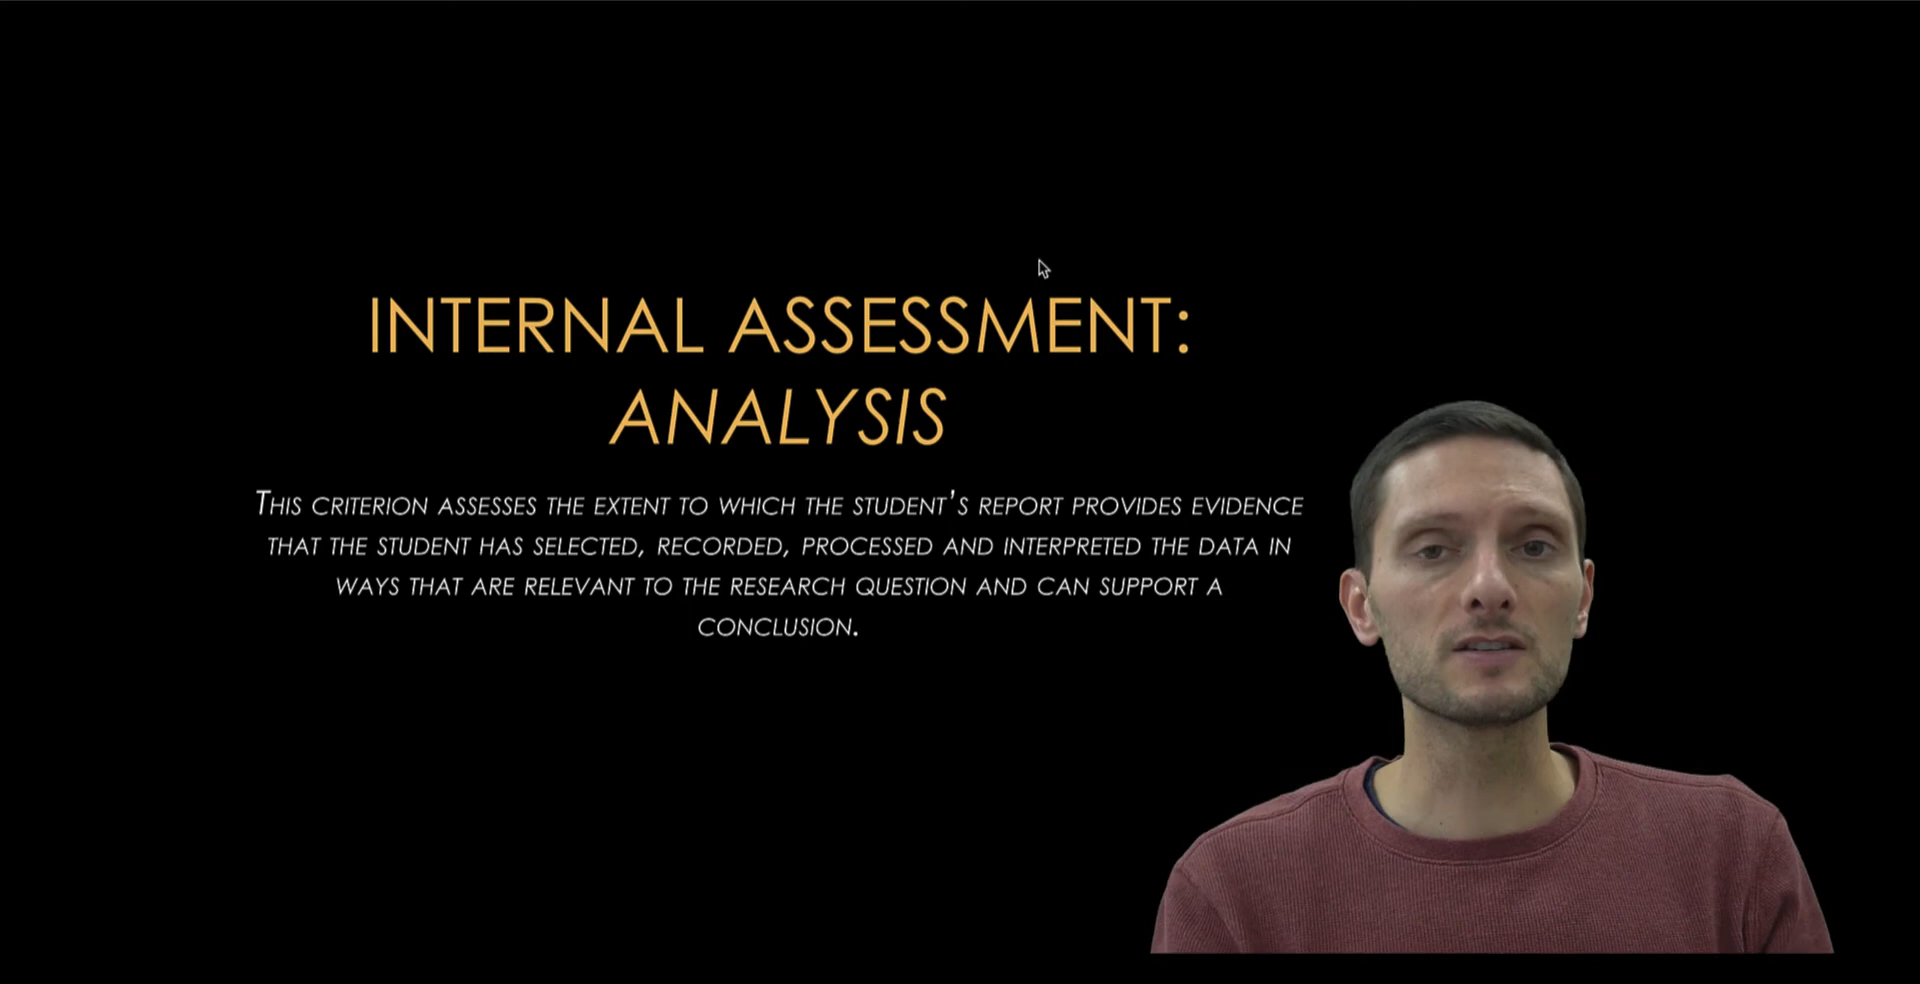 INTERNAL ASSESSMENT:
ANALYSIS
THIS CRITERION ASSESSES THE EXTENT TO WHICH THE STUDENT'S REPORT PROVIDES EVIDENCE
THAT THE STUDENT HAS SELECTED, RECORDED, PROCESSED AND INTERPRETED THE DATA IN
WAYS THAT ARE RELEVANT TO THE RESEARCH QUESTION AND CAN SUPPORT A
CONCLUSION.